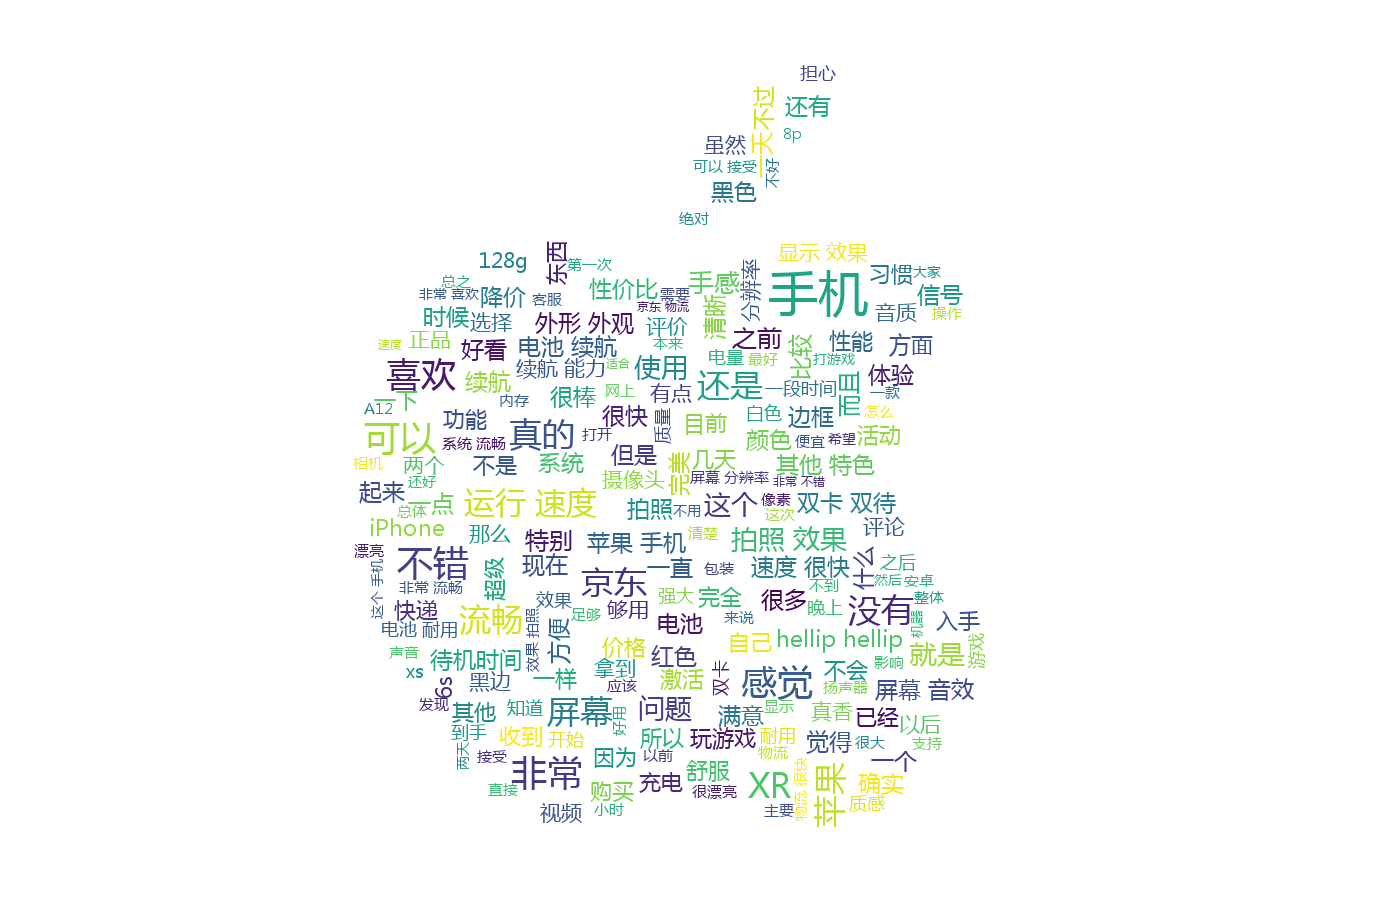 担心
不过
还有
8p
虽然
一天
可以 接受
不好
黑色
绝对
东西
显示 效果
128g
第一次
分辨率
习惯
大家
总之
手感
手机
非常 喜欢
降价
客服
性价比
需要
信号
京东 物流
清晰
音质
操作
时候
选择
外形 外观
评价
之前
速度
正品
好看
电池 续航
本来
比较
性能
方面
喜欢
续航
续航 能力
适合
使用
电量
最好
打游戏
还是
而且
体验
一下
内存
很棒
网上
有点
一段时间
一款
A12
功能
真的
很快
质量
目前
白色
边框
怎么
可以
系统 流畅
打开
但是
颜色
便宜
希望
活动
相机
两个
不是
系统
完美
几天
其他 特色
还好
摄像头
屏幕 分辨率
非常 不错
起来
一点
运行 速度
拍照
不用
这个
像素
双卡 双待
总体
这次
iPhone
那么
特别
苹果 手机
清楚
拍照 效果
评论
漂亮
不错
超级
现在
一直
包装
速度 很快
什么
之后
这个 手机
非常 流畅
京东
不到
然后
安卓
快递
流畅
效果
足够
够用
强大
完全
很多
晚上
没有
整体
电池 耐用
效果 拍照
方便
电池
来说
机器
入手
声音
待机时间
价格
自己
hellip hellip
就是
游戏
xs
6s
黑边
一样
拿到
红色
双卡
不会
影响
发现
应该
激活
感觉
扬声器
屏幕 音效
其他
知道
屏幕
好用
问题
满意
显示
真香
已经
以后
到手
收到
开始
所以
玩游戏
耐用
觉得
很大
支持
两天
接受
因为
以前
物流
一个
非常
舒服
直接
购买
充电
很漂亮
XR
物流 很快
苹果
确实
视频
小时
主要
质感